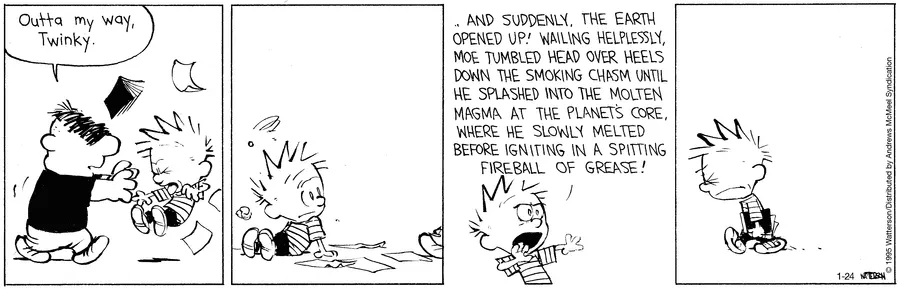 Outta my way,
Twinky.
.. AND SUDDENLY, THE EARTH
OPENED UP! WAILING HELPLESSLY,
MOE TUMBLED HEAD OVER HEELS
DOWN THE SMOKING CHASM UNTIL
HE SPLASHED INTO THE MOLTEN
MAGMA AT THE PLANET'S CORE,
WHERE HE SLOWLY MELTED
BEFORE IGNITING IN A SPITTING
FIREBALL OF GREASE!
1-24 WATTERSON
© 1995 Watterson/Distributed by Andrews McMeel Syndication